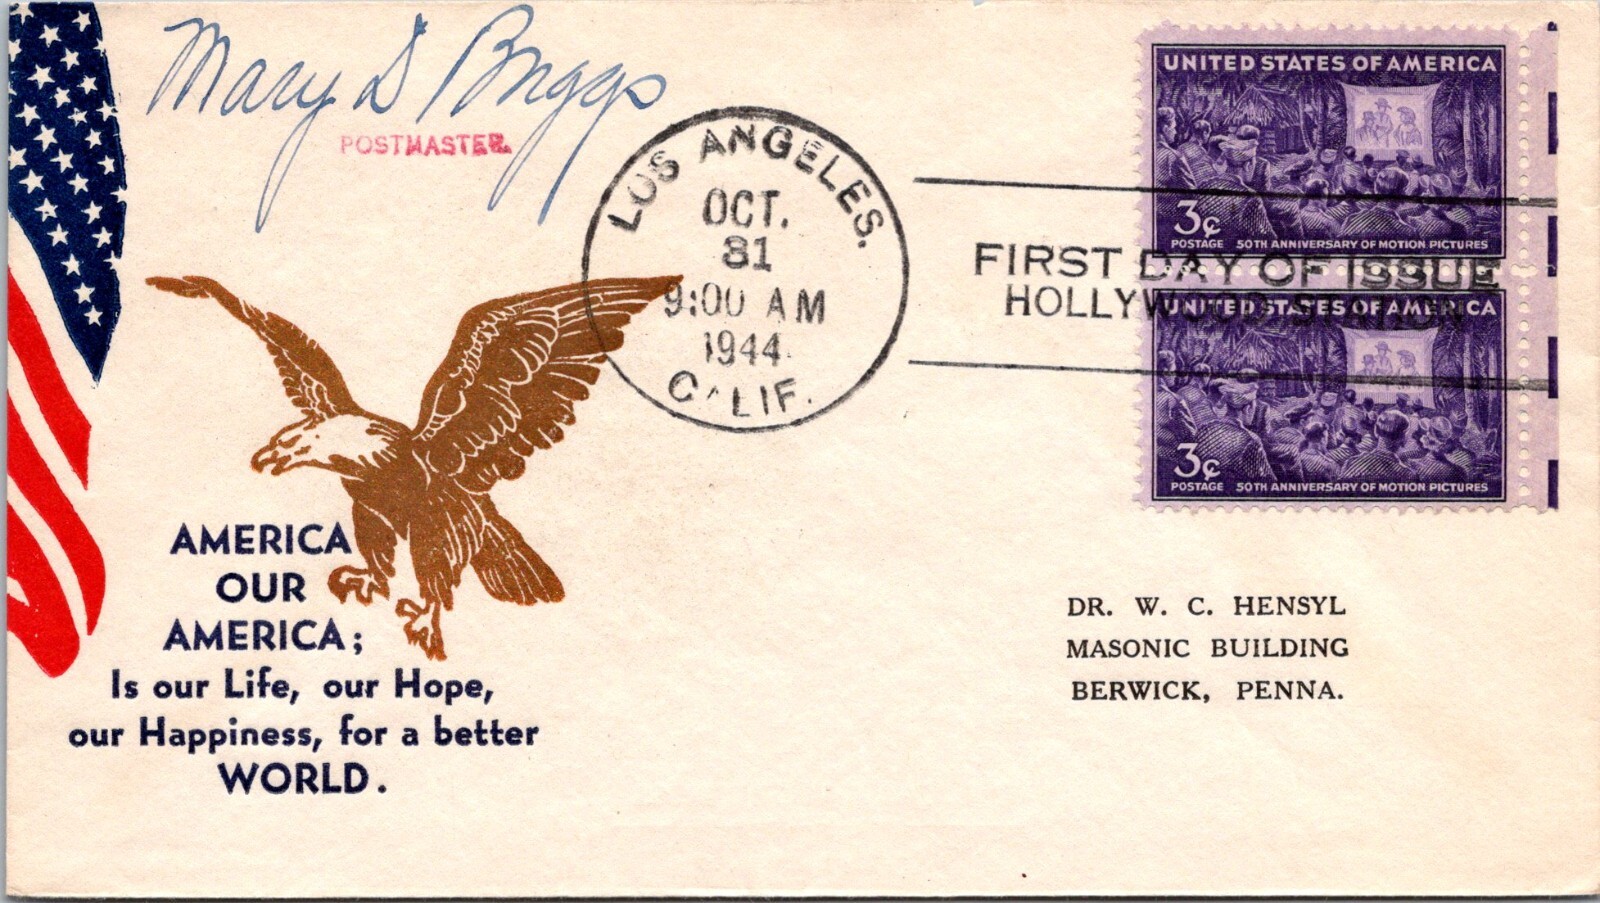 Mary D Briggs
POSTMASTER.
LOS ANGELES.
OCT.
31
9:00 AM
1944
CALIF.
FIRST DAY OF ISSUE
HOLLYWOOD STATION
UNITED STATES OF AMERICA
3¢
POSTAGE 50TH ANNIVERSARY OF MOTION PICTURES
UNITED STATES OF AMERICA
3¢
POSTAGE 50TH ANNIVERSARY OF MOTION PICTURES
AMERICA
OUR
AMERICA;
Is our Life, our Hope,
our Happiness, for a better
WORLD.
DR. W. C. HENSYL
MASONIC BUILDING
BERWICK, PENNA.